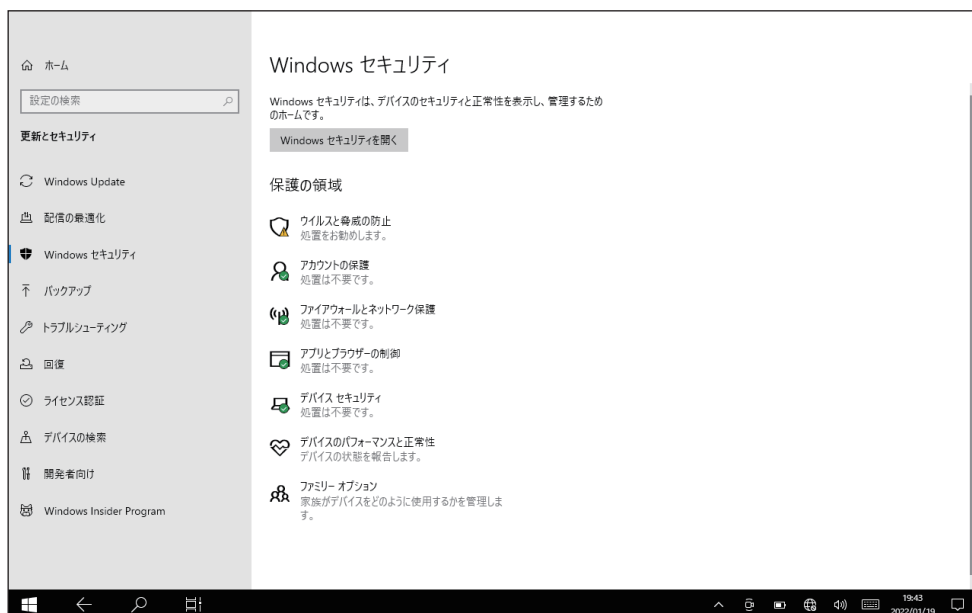 ホーム
設定の検索
更新とセキュリティ
Windows Update
配信の最適化
Windows セキュリティ
バックアップ
トラブルシューティング
回復
ライセンス認証
デバイスの検索
開発者向け
Windows Insider Program
Windows セキュリティ
Windows セキュリティは、デバイスのセキュリティと正常性を表示し、管理するため
のホームです。
Windows セキュリティを開く
保護の領域
ウイルスと脅威の防止
処置をお勧めします。
アカウントの保護
処置は不要です。
ファイアウォールとネットワーク保護
処置は不要です。
アプリとブラウザーの制御
処置は不要です。
デバイス セキュリティ
処置は不要です。
デバイスのパフォーマンスと正常性
デバイスの状態を報告します。
ファミリー オプション
家族がデバイスをどのように使用するかを管理しま
す。
19:43
2022/01/19